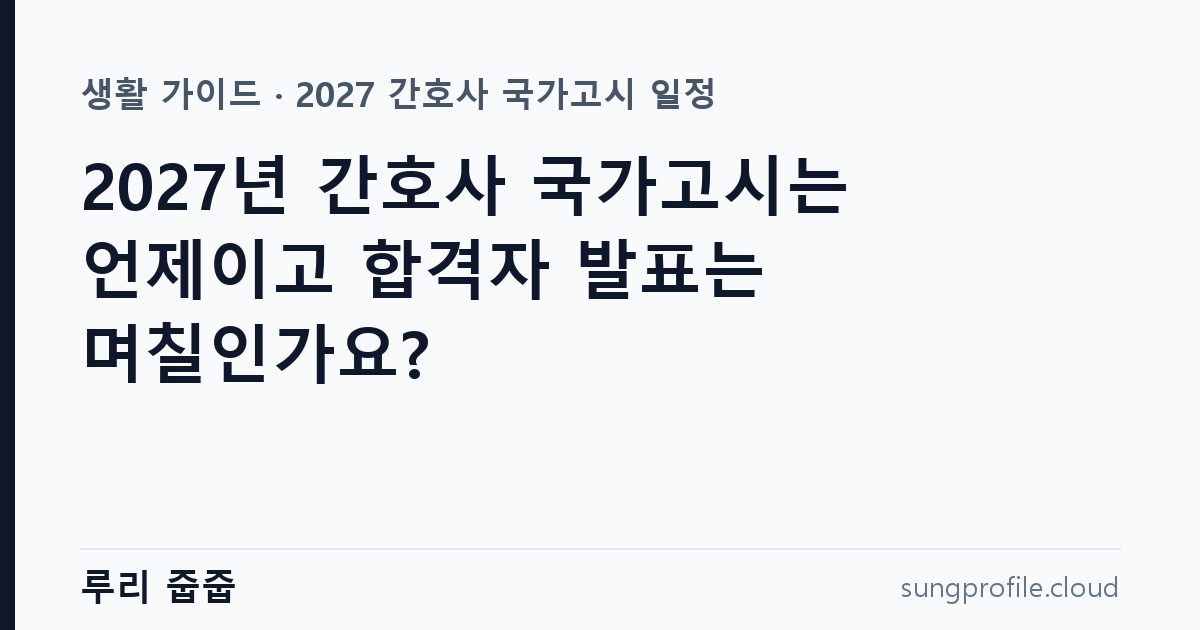 생활 가이드 · 2027 간호사 국가고시 일정
2027년 간호사 국가고시는
언제이고 합격자 발표는
며칠인가요?
루리 줍줍
sungprofile.cloud